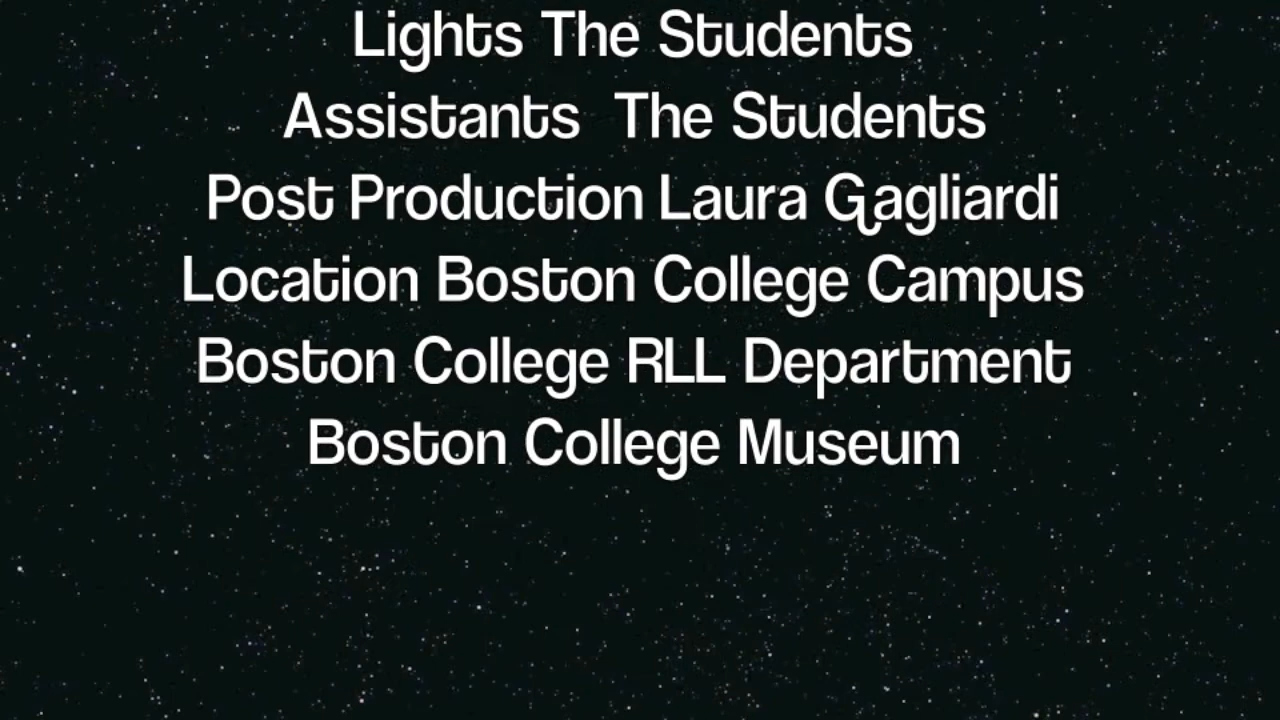 Lights The Students
Assistants  The Students
Post Production Laura Gagliardi
Location Boston College Campus
Boston College RLL Department
Boston College Museum